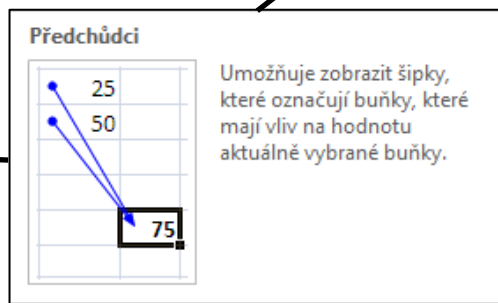 Předchůdci
25
50
75
Umožňuje zobrazit šipky,
které označují buňky, které
mají vliv na hodnotu
aktuálně vybrané buňky.